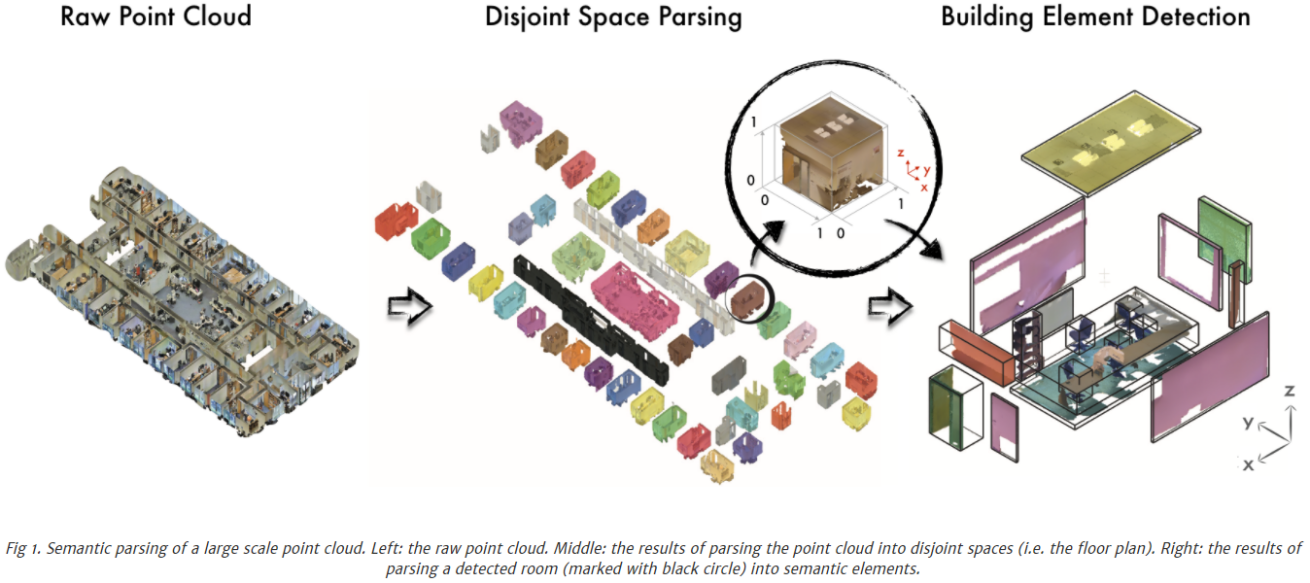 Raw Point Cloud
Disjoint Space Parsing
Building Element Detection
1
0
0
1
0
1
z
y
x
Z
Y
X
Fig 1. Semantic parsing of a large scale point cloud. Left: the raw point cloud. Middle: the results of parsing the point cloud into disjoint spaces (i.e. the floor plan). Right: the results of
parsing a detected room (marked with black circle) into semantic elements.